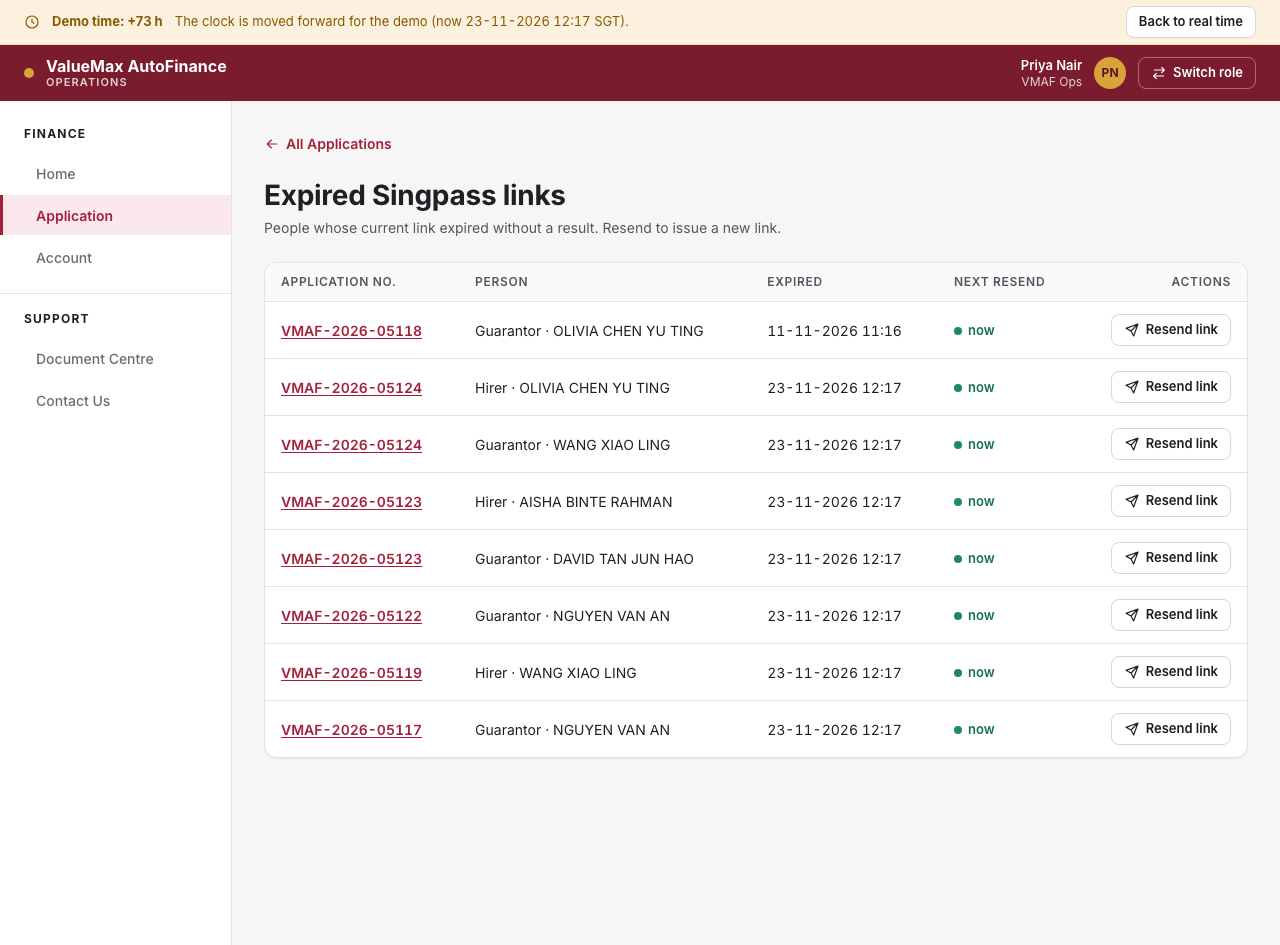 Demo time: +73 h The clock is moved forward for the demo (now 23-11-2026 12:17 SGT). Back to real time
ValueMax AutoFinance
OPERATIONS
Priya Nair
VMAF Ops
PN
Switch role
FINANCE
Home
Application
Account
SUPPORT
Document Centre
Contact Us
All Applications
Expired Singpass links
People whose current link expired without a result. Resend to issue a new link.
APPLICATION NO. PERSON EXPIRED NEXT RESEND ACTIONS
VMAF-2026-05118 Guarantor · OLIVIA CHEN YU TING 11-11-2026 11:16 now Resend link
VMAF-2026-05124 Hirer · OLIVIA CHEN YU TING 23-11-2026 12:17 now Resend link
VMAF-2026-05124 Guarantor · WANG XIAO LING 23-11-2026 12:17 now Resend link
VMAF-2026-05123 Hirer · AISHA BINTE RAHMAN 23-11-2026 12:17 now Resend link
VMAF-2026-05123 Guarantor · DAVID TAN JUN HAO 23-11-2026 12:17 now Resend link
VMAF-2026-05122 Guarantor · NGUYEN VAN AN 23-11-2026 12:17 now Resend link
VMAF-2026-05119 Hirer · WANG XIAO LING 23-11-2026 12:17 now Resend link
VMAF-2026-05117 Guarantor · NGUYEN VAN AN 23-11-2026 12:17 now Resend link